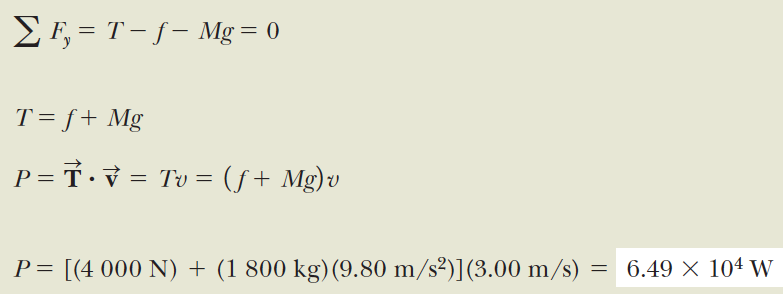 ∑ F_y = T − f − Mg = 0
T = f + Mg
P = T⃗ · v⃗ = Tv = (f + Mg)v
P = [(4 000 N) + (1 800 kg)(9.80 m/s²)](3.00 m/s) = 6.49 × 10⁴ W